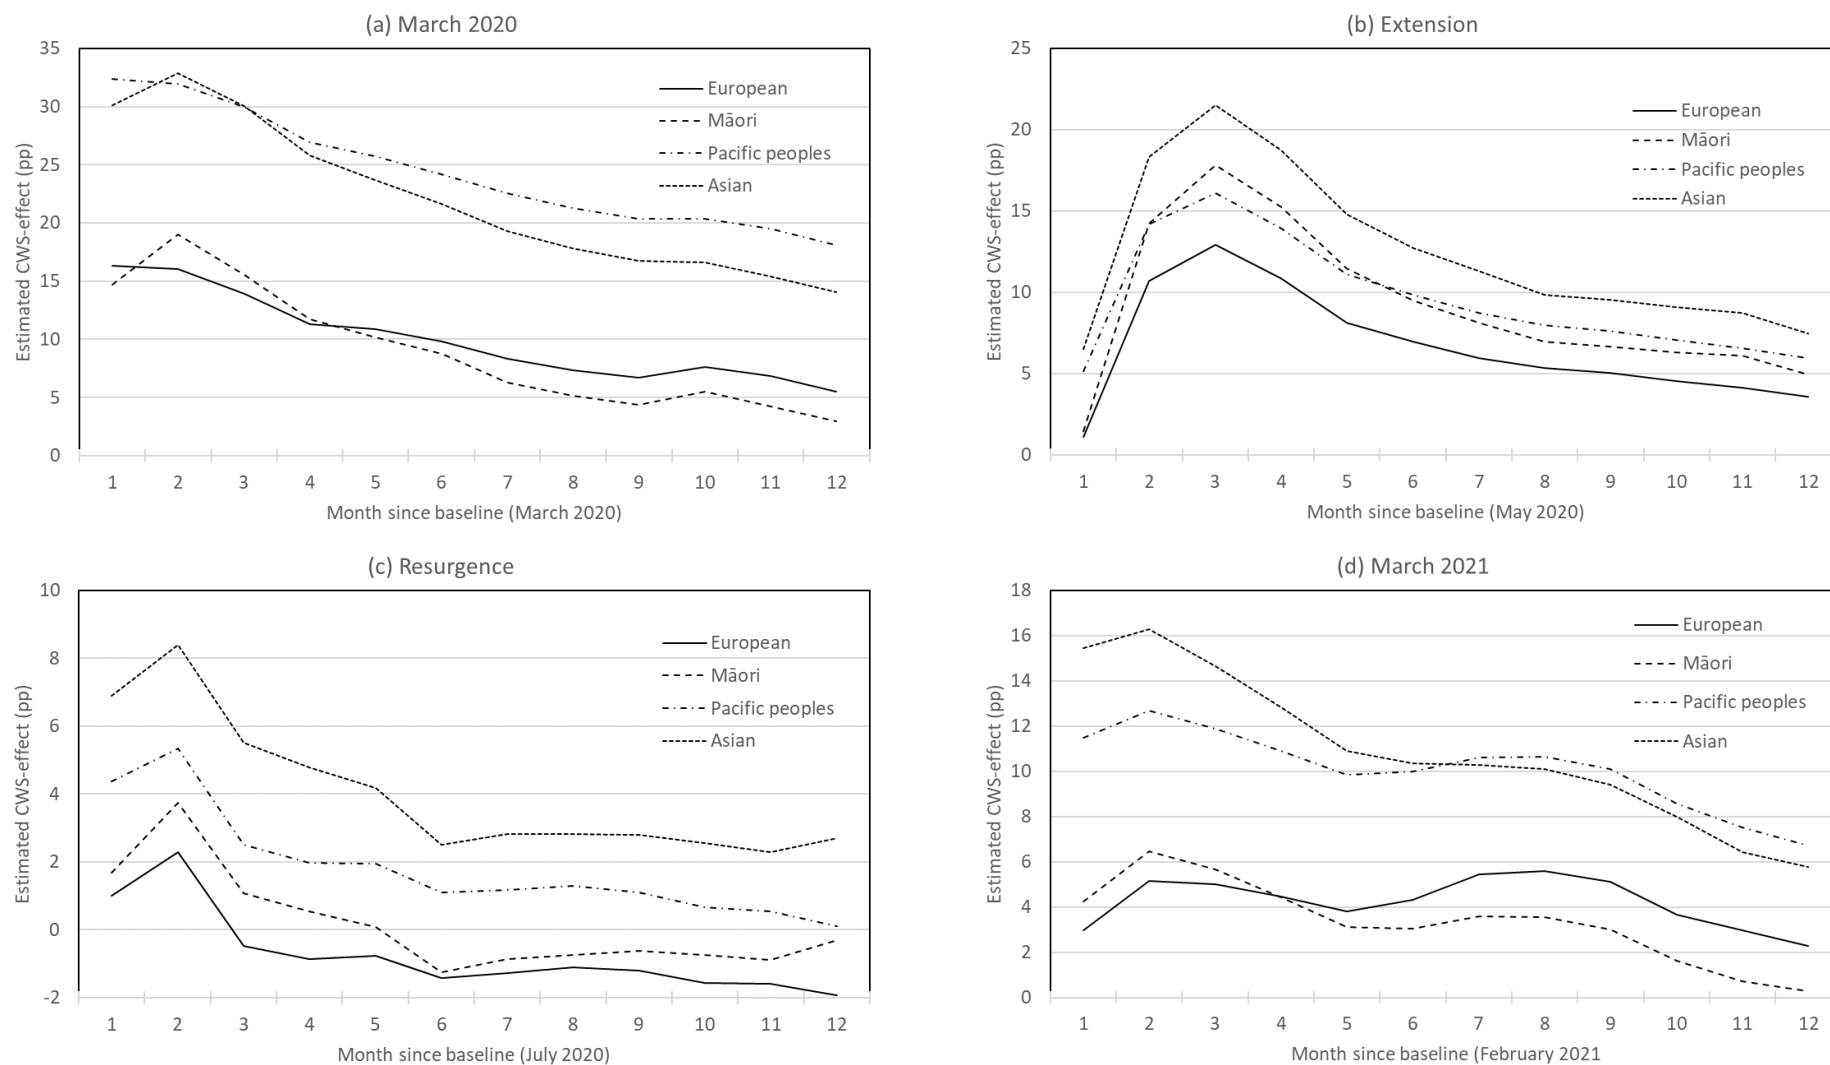 (a) March 2020
Estimated CWS-effect (pp)
35
30
25
20
15
10
5
0
European
Māori
Pacific peoples
Asian
1 2 3 4 5 6 7 8 9 10 11 12
Month since baseline (March 2020)
(b) Extension
Estimated CWS-effect (pp)
25
20
15
10
5
0
European
Māori
Pacific peoples
Asian
1 2 3 4 5 6 7 8 9 10 11 12
Month since baseline (May 2020)
(c) Resurgence
Estimated CWS-effect (pp)
10
8
6
4
2
0
-2
European
Māori
Pacific peoples
Asian
1 2 3 4 5 6 7 8 9 10 11 12
Month since baseline (July 2020)
(d) March 2021
Estimated CWS-effect (pp)
18
16
14
12
10
8
6
4
2
0
European
Māori
Pacific peoples
Asian
1 2 3 4 5 6 7 8 9 10 11 12
Month since baseline (February 2021